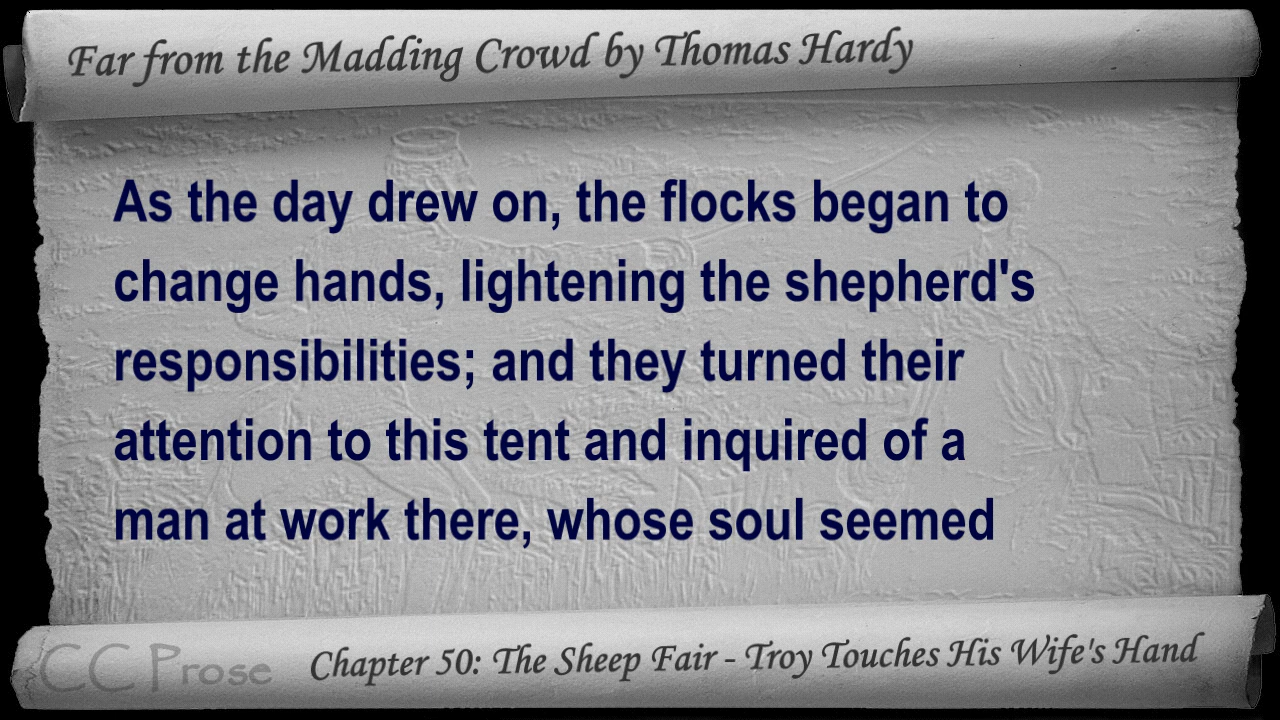 Far from the Madding Crowd by Thomas Hardy
As the day drew on, the flocks began to
change hands, lightening the shepherd's
responsibilities; and they turned their
attention to this tent and inquired of a
man at work there, whose soul seemed
CC Prose
Chapter 50: The Sheep Fair - Troy Touches His Wife's Hand